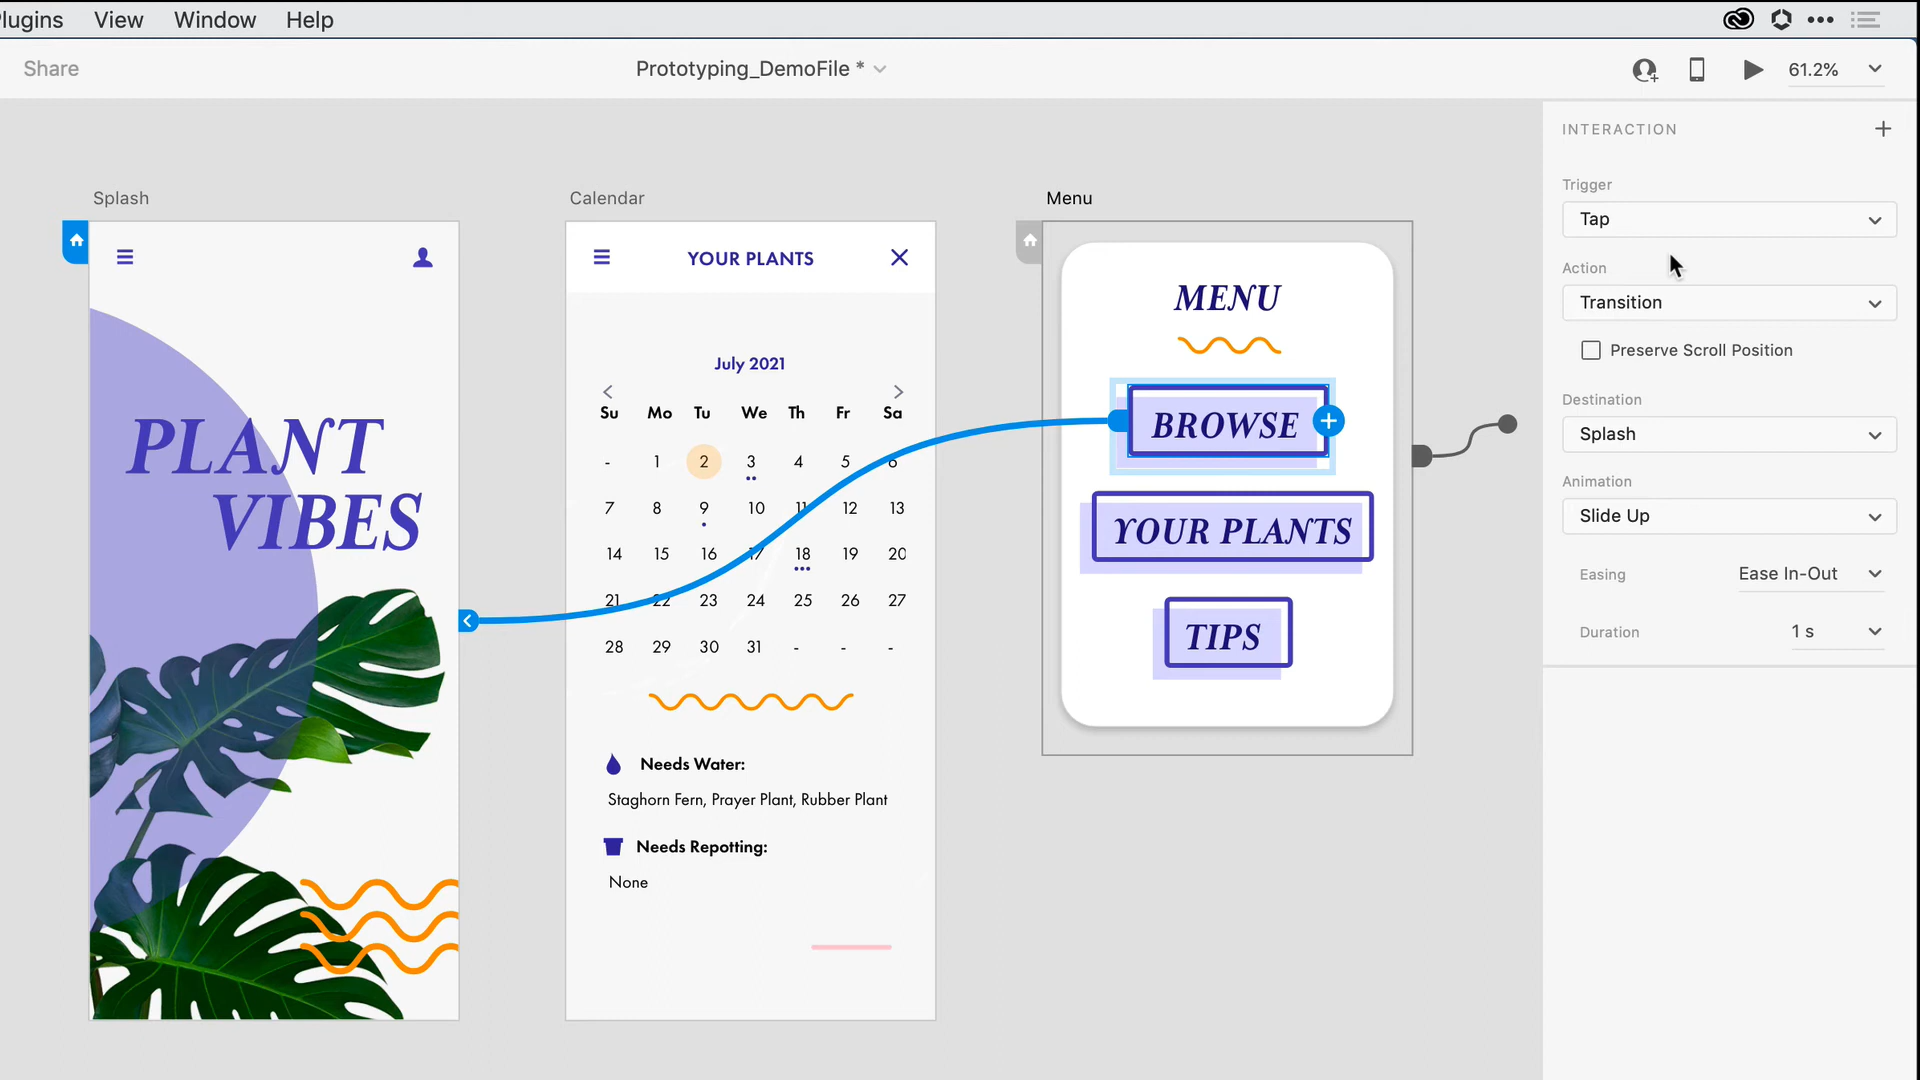 lugins View Window Help
Share
Prototyping_DemoFile *
61.2%
Splash
PLANT
VIBES
Calendar
YOUR PLANTS
July 2021
Su Mo Tu We Th Fr Sa
- 1 2 3 4 5 6
7 8 9 10 11 12 13
14 15 16 17 18 19 20
21 22 23 24 25 26 27
28 29 30 31 - - -
Needs Water:
Staghorn Fern, Prayer Plant, Rubber Plant
Needs Repotting:
None
Menu
MENU
BROWSE
YOUR PLANTS
TIPS
INTERACTION
Trigger
Tap
Action
Transition
Preserve Scroll Position
Destination
Splash
Animation
Slide Up
Easing Ease In-Out
Duration 1 s